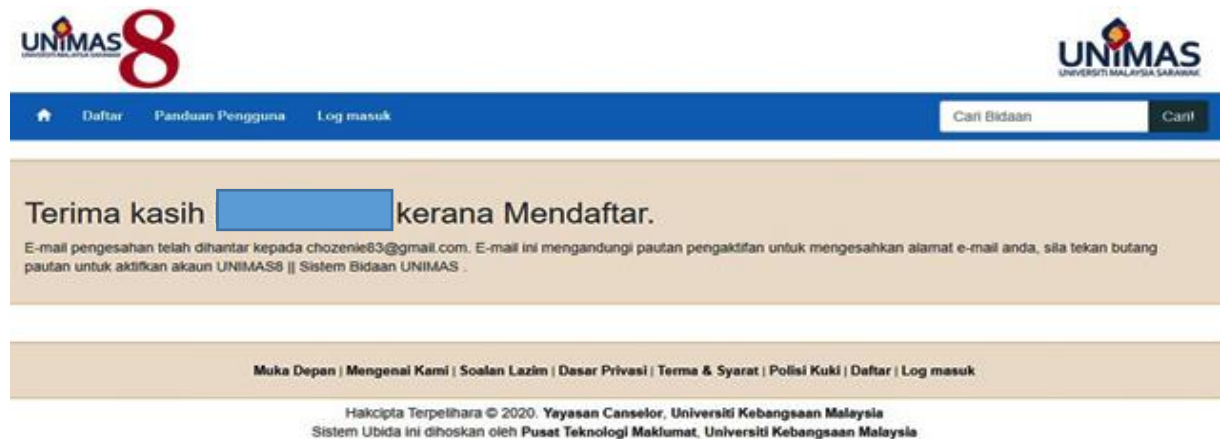 UNIMAS8
UNIVERSITI MALAYSIA SARAWAK
UNIMAS
UNIVERSITI MALAYSIA SARAWAK
Daftar Panduan Pengguna Log masuk Cari Bidaan Cari!
Terima kasih kerana Mendaftar.
E-mail pengesahan telah dihantar kepada chozenie83@gmail.com. E-mail ini mengandungi pautan pengaktifan untuk mengesahkan alamat e-mail anda, sila tekan butang
pautan untuk aktifkan akaun UNIMAS8 || Sistem Bidaan UNIMAS .
Muka Depan | Mengenai Kami | Soalan Lazim | Dasar Privasi | Terma & Syarat | Polisi Kuki | Daftar | Log masuk
Hakcipta Terpelihara © 2020. Yayasan Canselor, Universiti Kebangsaan Malaysia
Sistem Ubida ini dihoskan oleh Pusat Teknologi Maklumat, Universiti Kebangsaan Malaysia